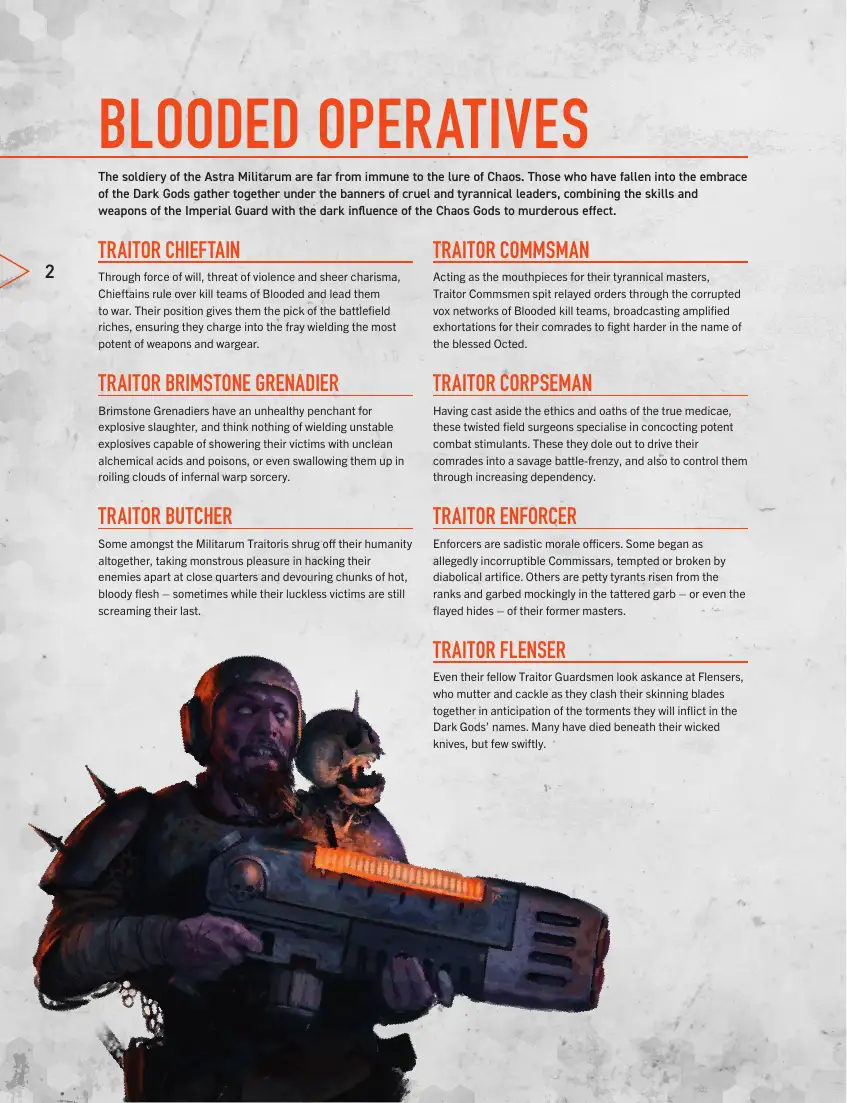 BLOODED OPERATIVES
The soldiery of the Astra Militarum are far from immune to the lure of Chaos. Those who have fallen into the embrace
of the Dark Gods gather together under the banners of cruel and tyrannical leaders, combining the skills and
weapons of the Imperial Guard with the dark influence of the Chaos Gods to murderous effect.
2
TRAITOR CHIEFTAIN
Through force of will, threat of violence and sheer charisma,
Chieftains rule over kill teams of Blooded and lead them
to war. Their position gives them the pick of the battlefield
riches, ensuring they charge into the fray wielding the most
potent of weapons and wargear.
TRAITOR BRIMSTONE GRENADIER
Brimstone Grenadiers have an unhealthy penchant for
explosive slaughter, and think nothing of wielding unstable
explosives capable of showering their victims with unclean
alchemical acids and poisons, or even swallowing them up in
roiling clouds of infernal warp sorcery.
TRAITOR BUTCHER
Some amongst the Militarum Traitoris shrug off their humanity
altogether, taking monstrous pleasure in hacking their
enemies apart at close quarters and devouring chunks of hot,
bloody flesh – sometimes while their luckless victims are still
screaming their last.
TRAITOR COMMSMAN
Acting as the mouthpieces for their tyrannical masters,
Traitor Commsmen spit relayed orders through the corrupted
vox networks of Blooded kill teams, broadcasting amplified
exhortations for their comrades to fight harder in the name of
the blessed Octed.
TRAITOR CORPSEMAN
Having cast aside the ethics and oaths of the true medicae,
these twisted field surgeons specialise in concocting potent
combat stimulants. These they dole out to drive their
comrades into a savage battle-frenzy, and also to control them
through increasing dependency.
TRAITOR ENFORCER
Enforcers are sadistic morale officers. Some began as
allegedly incorruptible Commissars, tempted or broken by
diabolical artifice. Others are petty tyrants risen from the
ranks and garbed mockingly in the tattered garb – or even the
flayed hides – of their former masters.
TRAITOR FLENSER
Even their fellow Traitor Guardsmen look askance at Flensers,
who mutter and cackle as they clash their skinning blades
together in anticipation of the torments they will inflict in the
Dark Gods' names. Many have died beneath their wicked
knives, but few swiftly.